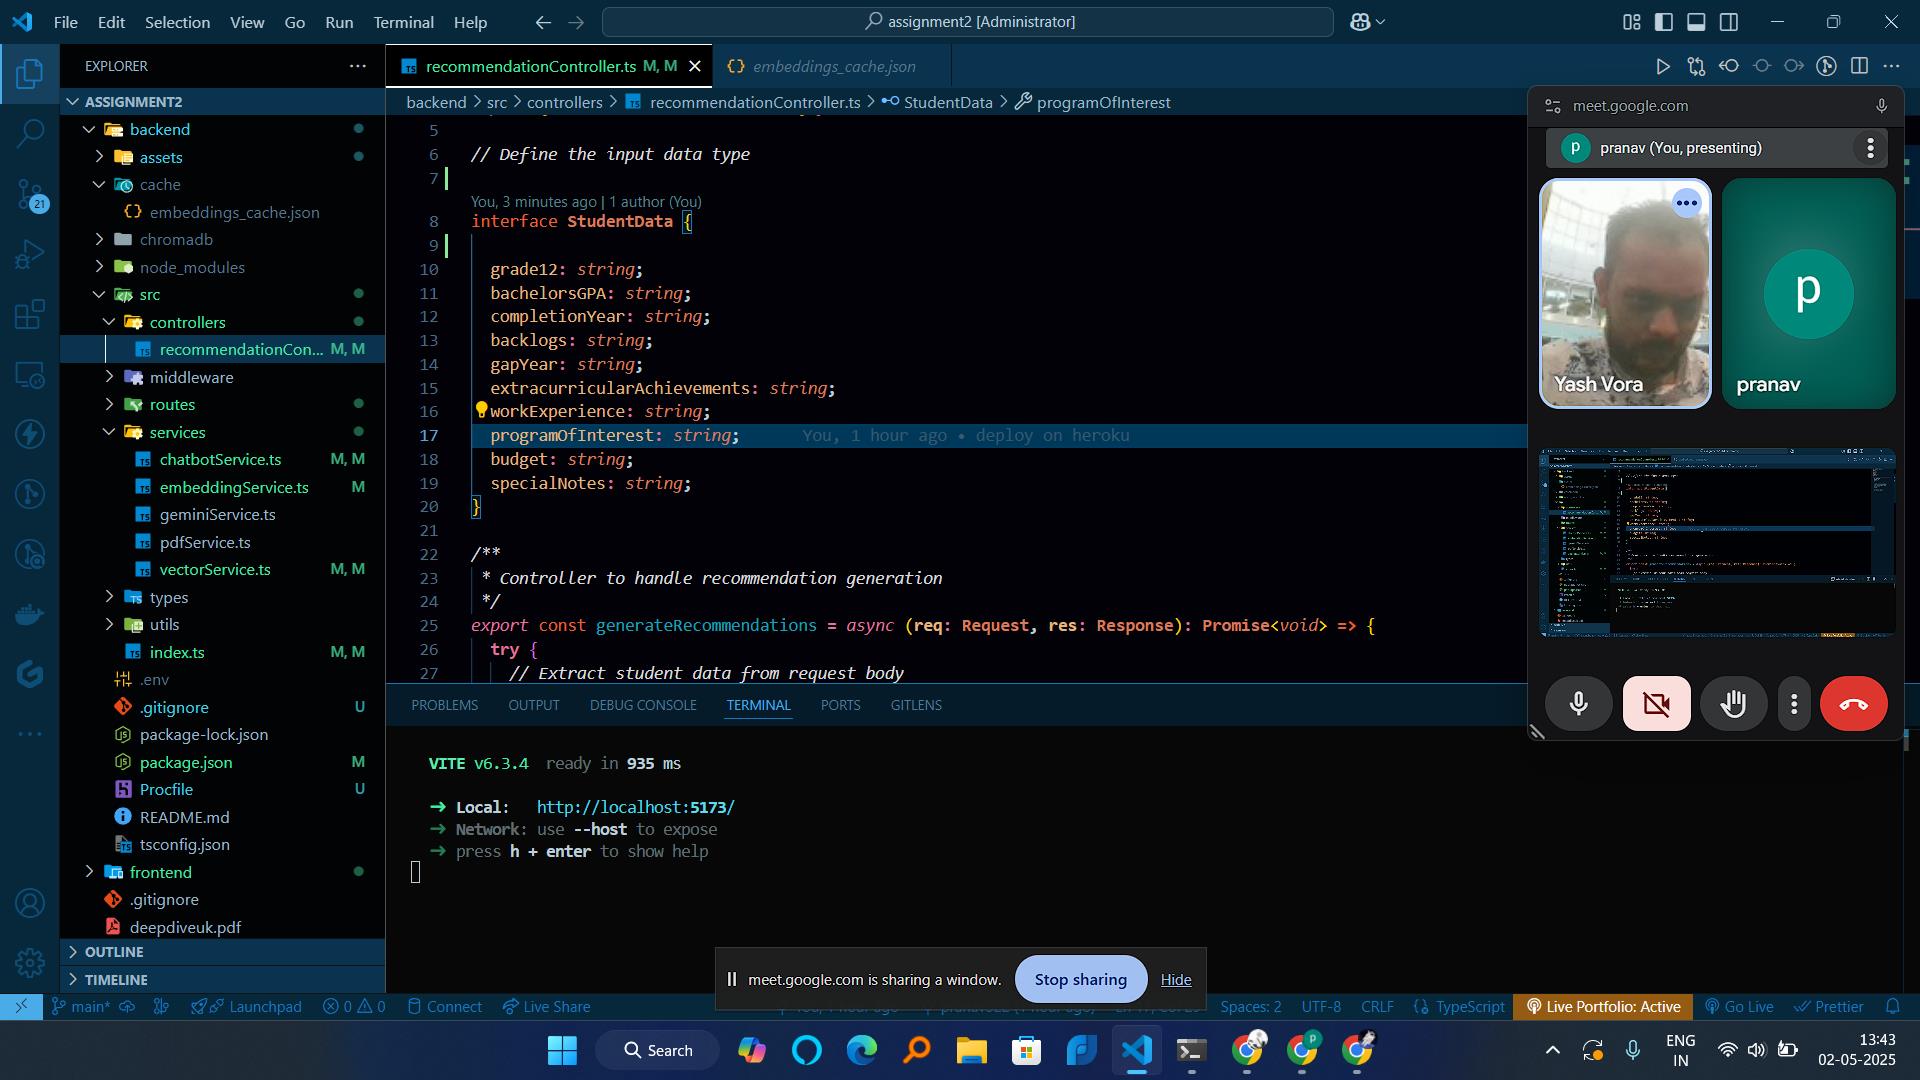 File Edit Selection View Go Run Terminal Help
assignment2 [Administrator]
EXPLORER
ASSIGNMENT2
backend
assets
cache
embeddings_cache.json
chromadb
node_modules
src
controllers
recommendationCon... M, M
middleware
routes
services
chatbotService.ts M, M
embeddingService.ts M
geminiService.ts
pdfService.ts
vectorService.ts M, M
types
utils
index.ts M, M
.env
.gitignore U
package-lock.json
package.json M
Procfile U
README.md
tsconfig.json
frontend
.gitignore
deepdiveuk.pdf
OUTLINE
TIMELINE
21
recommendationController.ts M, M
embeddings_cache.json
backend > src > controllers > recommendationController.ts > StudentData > programOfInterest
5
6 // Define the input data type
7
You, 3 minutes ago | 1 author (You)
8 interface StudentData {
9
10 grade12: string;
11 bachelorsGPA: string;
12 completionYear: string;
13 backlogs: string;
14 gapYear: string;
15 extracurricularAchievements: string;
16 workExperience: string;
17 programOfInterest: string; You, 1 hour ago • deploy on heroku
18 budget: string;
19 specialNotes: string;
20 }
21
22 /**
23 * Controller to handle recommendation generation
24 */
25 export const generateRecommendations = async (req: Request, res: Response): Promise<void> => {
26 try {
27 // Extract student data from request body
PROBLEMS OUTPUT DEBUG CONSOLE TERMINAL PORTS GITLENS
VITE v6.3.4 ready in 935 ms
➜ Local: http://localhost:5173/
➜ Network: use --host to expose
➜ press h + enter to show help
meet.google.com
p pranav (You, presenting)
Yash Vora
p
pranav
meet.google.com is sharing a window.
Stop sharing
Hide
main* Launchpad 0 0 Connect Live Share
Spaces: 2 UTF-8 CRLF {} TypeScript Live Portfolio: Active Go Live Prettier
Search
ENG
IN
13:43
02-05-2025